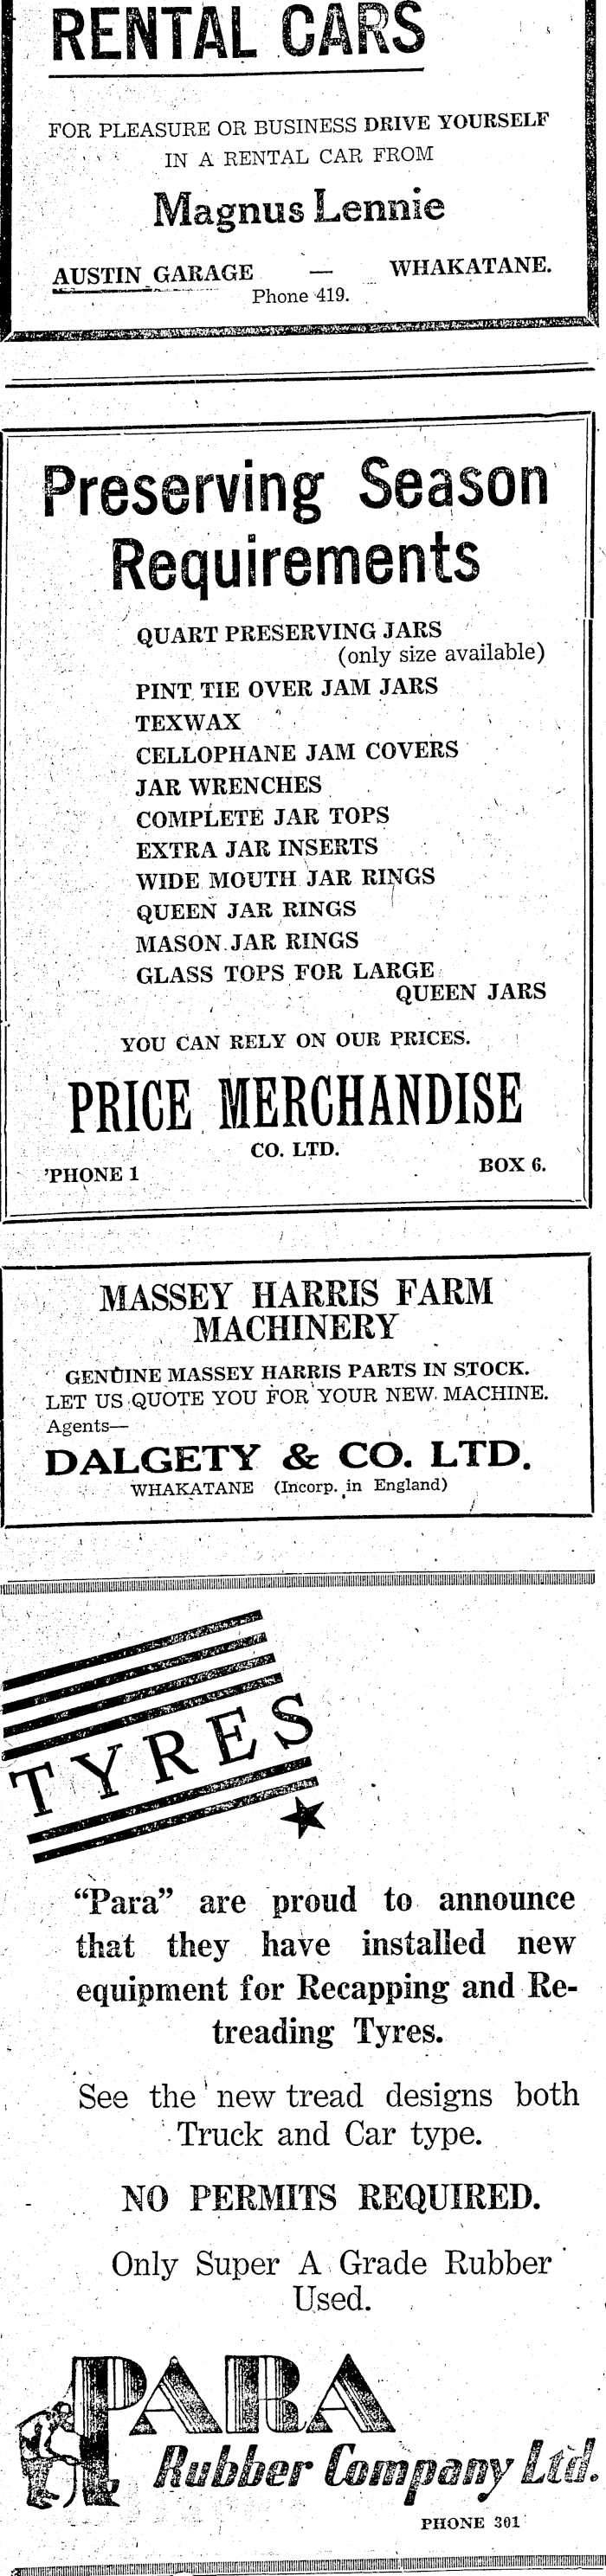 RENTAL CARS
FOR PLEASURE OR BUSINESS DRIVE YOURSELF
IN A RENTAL CAR FROM
Magnus Lennie
AUSTIN GARAGE — WHAKATANE.
Phone 419.
Preserving Season
Requirements
QUART PRESERVING JARS
(only size available)
PINT TIE OVER JAM JARS
TEXWAX
CELLOPHANE JAM COVERS
JAR WRENCHES
COMPLETE JAR TOPS
EXTRA JAR INSERTS
WIDE MOUTH JAR RINGS
QUEEN JAR RINGS
MASON JAR RINGS
GLASS TOPS FOR LARGE
QUEEN JARS
YOU CAN RELY ON OUR PRICES.
PRICE MERCHANDISE
CO. LTD.
'PHONE 1 BOX 6.
MASSEY HARRIS FARM
MACHINERY
GENUINE MASSEY HARRIS PARTS IN STOCK.
LET US QUOTE YOU FOR YOUR NEW MACHINE.
Agents—
DALGETY & CO. LTD.
WHAKATANE (Incorp. in England)
TYRES
"Para" are proud to announce
that they have installed new
equipment for Recapping and Re-
treading Tyres.
See the new tread designs both
Truck and Car type.
NO PERMITS REQUIRED.
Only Super A Grade Rubber
Used.
PARA
Rubber Company Ltd.
PHONE 301